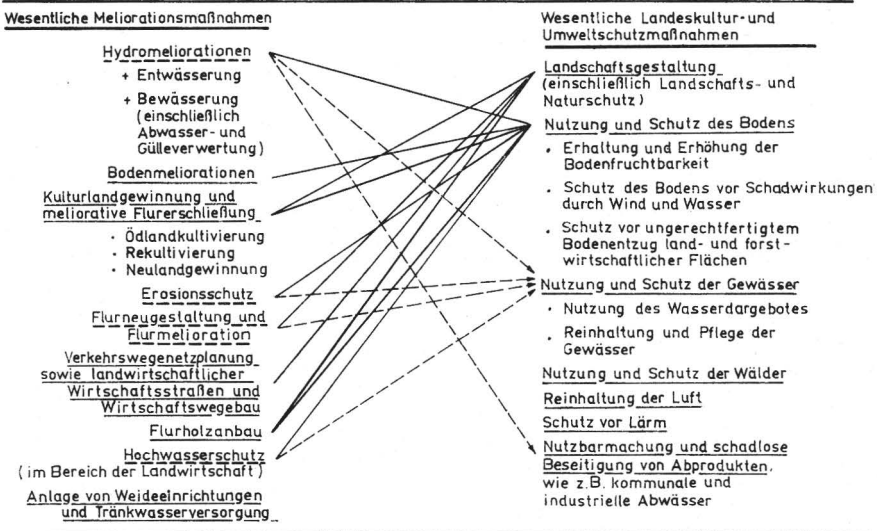 Wesentliche Meliorationsmaßnahmen
Hydromeliorationen
+ Entwässerung
+ Bewässerung
(einschließlich
Abwasser- und
Gülleverwertung)
Bodenmeliorationen
Kulturlandgewinnung und
meliorative Flurerschließung
· Ödlandkultivierung
· Rekultivierung
· Neulandgewinnung
Erosionsschutz
Flurneugestaltung und
Flurmelioration
Verkehrswegenetzplanung
sowie landwirtschaftlicher
Wirtschaftsstraßen und
Wirtschaftswegebau
Flurholzanbau
Hochwasserschutz
(im Bereich der Landwirtschaft)
Anlage von Weideeinrichtungen
und Tränkwasserversorgung
Wesentliche Landeskultur- und
Umweltschutzmaßnahmen
Landschaftsgestaltung
(einschließlich Landschafts- und
Naturschutz)
Nutzung und Schutz des Bodens
· Erhaltung und Erhöhung der
Bodenfruchtbarkeit
· Schutz des Bodens vor Schadwirkungen
durch Wind und Wasser
· Schutz vor ungerechtfertigtem
Bodenentzug land- und forst-
wirtschaftlicher Flächen
Nutzung und Schutz der Gewässer
· Nutzung des Wasserdargebotes
· Reinhaltung und Pflege der
Gewässer
Nutzung und Schutz der Wälder
Reinhaltung der Luft
Schutz vor Lärm
Nutzbarmachung und schadlose
Beseitigung von Abprodukten,
wie z.B. kommunale und
industrielle Abwässer